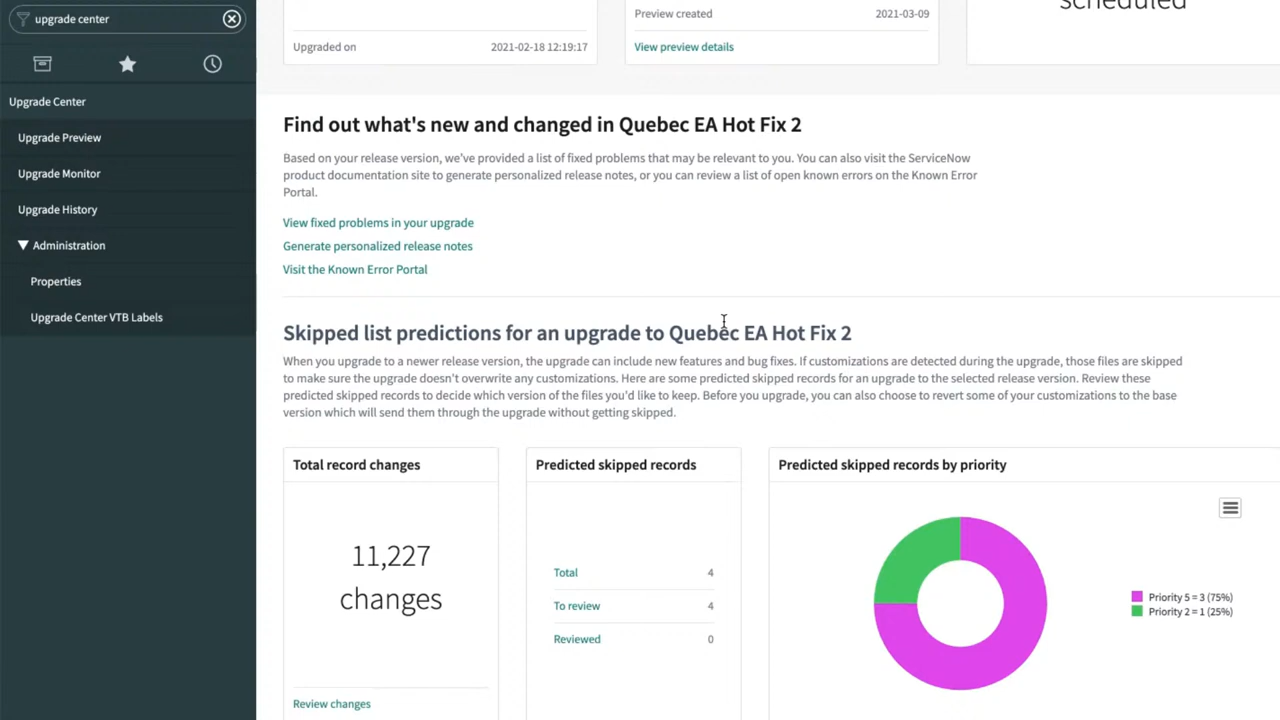 upgrade center
Upgrade Center
Upgrade Preview
Upgrade Monitor
Upgrade History
Administration
Properties
Upgrade Center VTB Labels
Upgraded on 2021-02-18 12:19:17
Preview created 2021-03-09
View preview details
scheduled
Find out what's new and changed in Quebec EA Hot Fix 2
Based on your release version, we've provided a list of fixed problems that may be relevant to you. You can also visit the ServiceNow
product documentation site to generate personalized release notes, or you can review a list of open known errors on the Known Error
Portal.
View fixed problems in your upgrade
Generate personalized release notes
Visit the Known Error Portal
Skipped list predictions for an upgrade to Quebec EA Hot Fix 2
When you upgrade to a newer release version, the upgrade can include new features and bug fixes. If customizations are detected during the upgrade, those files are skipped
to make sure the upgrade doesn't overwrite any customizations. Here are some predicted skipped records for an upgrade to the selected release version. Review these
predicted skipped records to decide which version of the files you'd like to keep. Before you upgrade, you can also choose to revert some of your customizations to the base
version which will send them through the upgrade without getting skipped.
Total record changes
11,227
changes
Review changes
Predicted skipped records
Total 4
To review 4
Reviewed 0
Predicted skipped records by priority
Priority 5 = 3 (75%)
Priority 2 = 1 (25%)